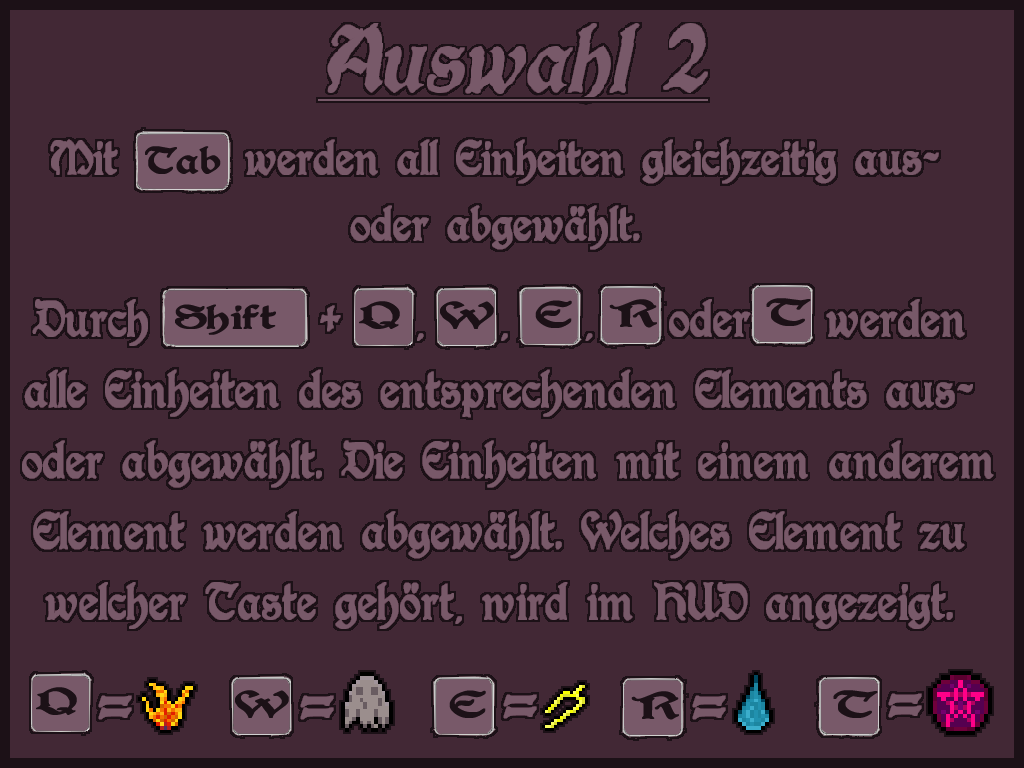 Auswahl 2
Mit Tab werden all Einheiten gleichzeitig aus-
oder abgewählt.
Durch Shift + Q, W, E, R oder T werden
alle Einheiten des entsprechenden Elements aus-
oder abgewählt. Die Einheiten mit einem anderem
Element werden abgewählt. Welches Element zu
welcher Taste gehört, wird im HUD angezeigt.
Q = W = E = R = T =